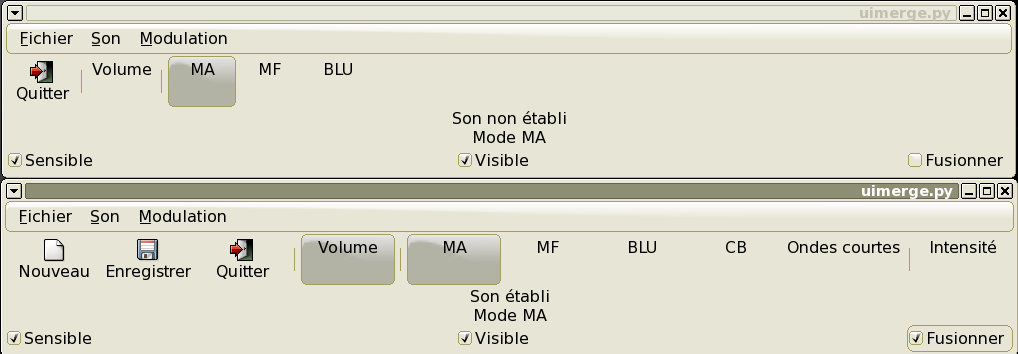 uimerge.py
Fichier Son Modulation
Volume MA MF BLU
Quitter
Son non établi
Mode MA
Sensible Visible Fusionner
uimerge.py
Fichier Son Modulation
Volume MA MF BLU CB Ondes courtes Intensité
Nouveau Enregistrer Quitter
Son établi
Mode MA
Sensible Visible Fusionner